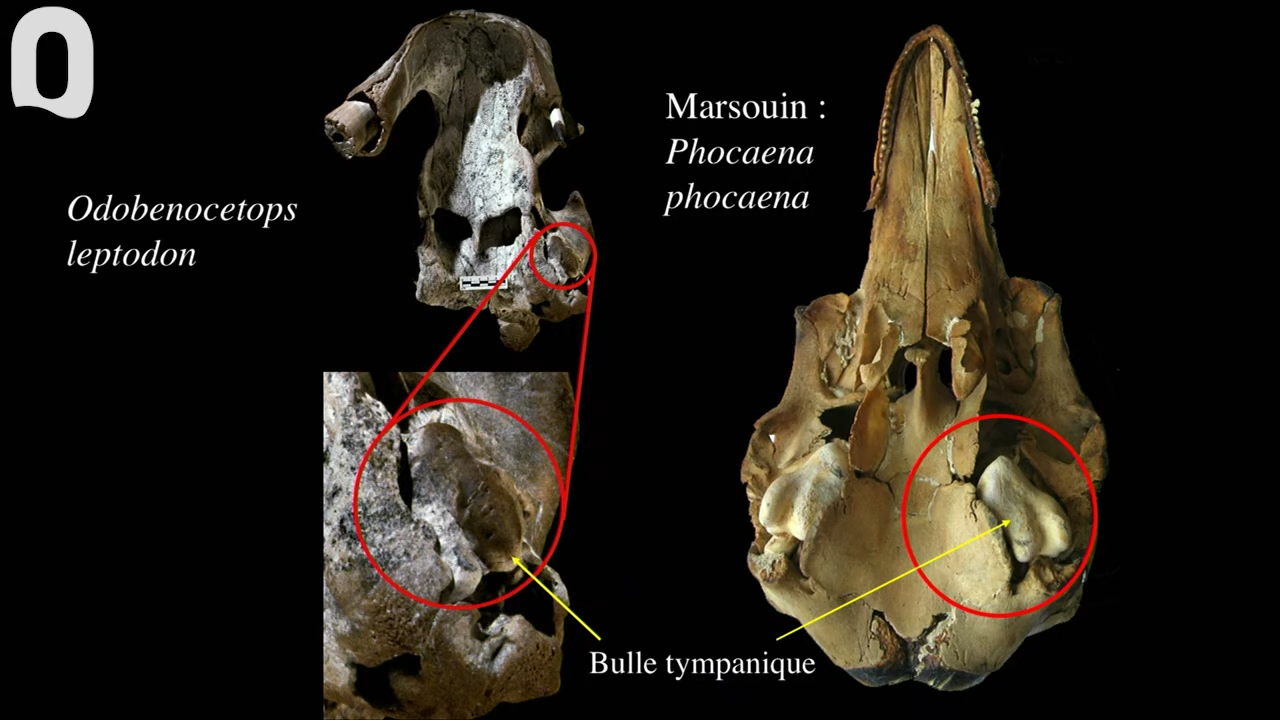 Q
Odobenocetops
leptodon
Marsouin :
Phocaena
phocaena
Bulle tympanique